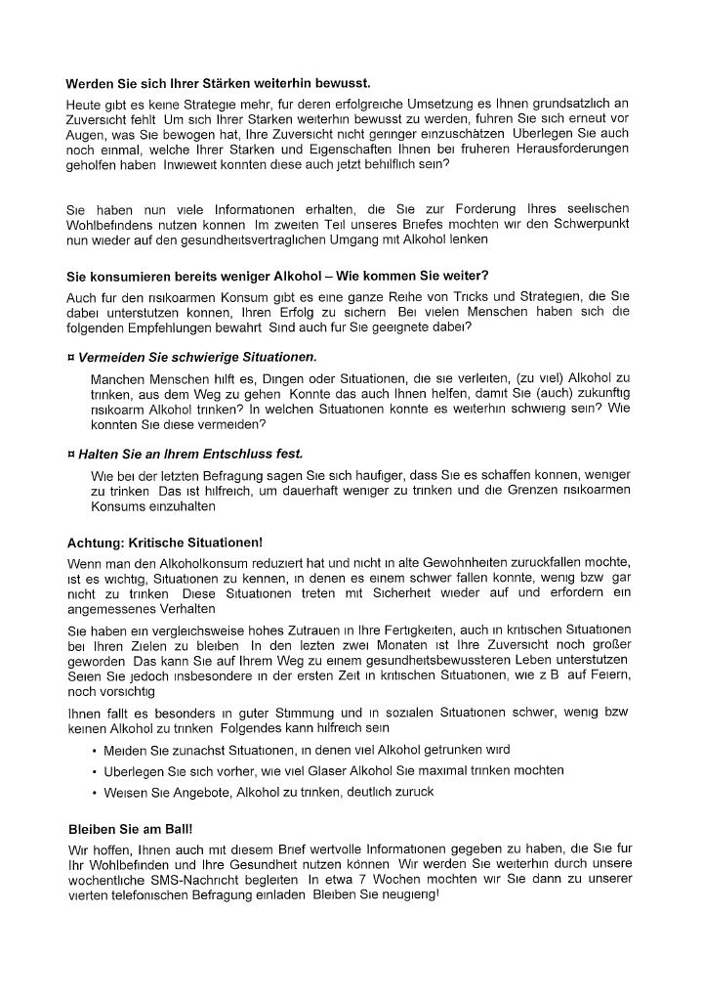 Werden Sie sich Ihrer Stärken weiterhin bewusst.
Heute gibt es keine Strategie mehr, fur deren erfolgreiche Umsetzung es Ihnen grundsatzlich an
Zuversicht fehlt Um sich Ihrer Starken weiterhin bewusst zu werden, fuhren Sie sich erneut vor
Augen, was Sie bewogen hat, Ihre Zuversicht nicht geringer einzuschätzen Uberlegen Sie auch
noch einmal, welche Ihrer Starken und Eigenschaften Ihnen bei fruheren Herausforderungen
geholfen haben Inwieweit konnten diese auch jetzt behilflich sein?
Sie haben nun viele Informationen erhalten, die Sie zur Forderung Ihres seelischen
Wohlbefindens nutzen konnen Im zweiten Teil unseres Briefes mochten wir den Schwerpunkt
nun wieder auf den gesundheitsvertraglichen Umgang mit Alkohol lenken
Sie konsumieren bereits weniger Alkohol – Wie kommen Sie weiter?
Auch fur den risikoarmen Konsum gibt es eine ganze Reihe von Tricks und Strategien, die Sie
dabei unterstutzen konnen, Ihren Erfolg zu sichern Bei vielen Menschen haben sich die
folgenden Empfehlungen bewahrt Sind auch fur Sie geeignete dabei?
¤ Vermeiden Sie schwierige Situationen.
Manchen Menschen hilft es, Dingen oder Situationen, die sie verleiten, (zu viel) Alkohol zu
trinken, aus dem Weg zu gehen Konnte das auch Ihnen helfen, damit Sie (auch) zukunftig
risikoarm Alkohol trinken? In welchen Situationen konnte es weiterhin schwierig sein? Wie
konnten Sie diese vermeiden?
¤ Halten Sie an Ihrem Entschluss fest.
Wie bei der letzten Befragung sagen Sie sich haufiger, dass Sie es schaffen konnen, weniger
zu trinken Das ist hilfreich, um dauerhaft weniger zu trinken und die Grenzen risikoarmen
Konsums einzuhalten
Achtung: Kritische Situationen!
Wenn man den Alkoholkonsum reduziert hat und nicht in alte Gewohnheiten zuruckfallen mochte,
ist es wichtig, Situationen zu kennen, in denen es einem schwer fallen konnte, wenig bzw gar
nicht zu trinken Diese Situationen treten mit Sicherheit wieder auf und erfordern ein
angemessenes Verhalten
Sie haben ein vergleichsweise hohes Zutrauen in Ihre Fertigkeiten, auch in kritischen Situationen
bei Ihren Zielen zu bleiben In den lezten zwei Monaten ist Ihre Zuversicht noch großer
geworden Das kann Sie auf Ihrem Weg zu einem gesundheitsbewussteren Leben unterstutzen
Seien Sie jedoch insbesondere in der ersten Zeit in kritischen Situationen, wie z B auf Feiern,
noch vorsichtig
Ihnen fallt es besonders in guter Stimmung und in sozialen Situationen schwer, wenig bzw
keinen Alkohol zu trinken Folgendes kann hilfreich sein
• Meiden Sie zunachst Situationen, in denen viel Alkohol getrunken wird
• Uberlegen Sie sich vorher, wie viel Glaser Alkohol Sie maximal trinken mochten
• Weisen Sie Angebote, Alkohol zu trinken, deutlich zuruck
Bleiben Sie am Ball!
Wir hoffen, Ihnen auch mit diesem Brief wertvolle Informationen gegeben zu haben, die Sie fur
Ihr Wohlbefinden und Ihre Gesundheit nutzen können Wir werden Sie weiterhin durch unsere
wochentliche SMS-Nachricht begleiten In etwa 7 Wochen mochten wir Sie dann zu unserer
vierten telefonischen Befragung einladen Bleiben Sie neugierig!